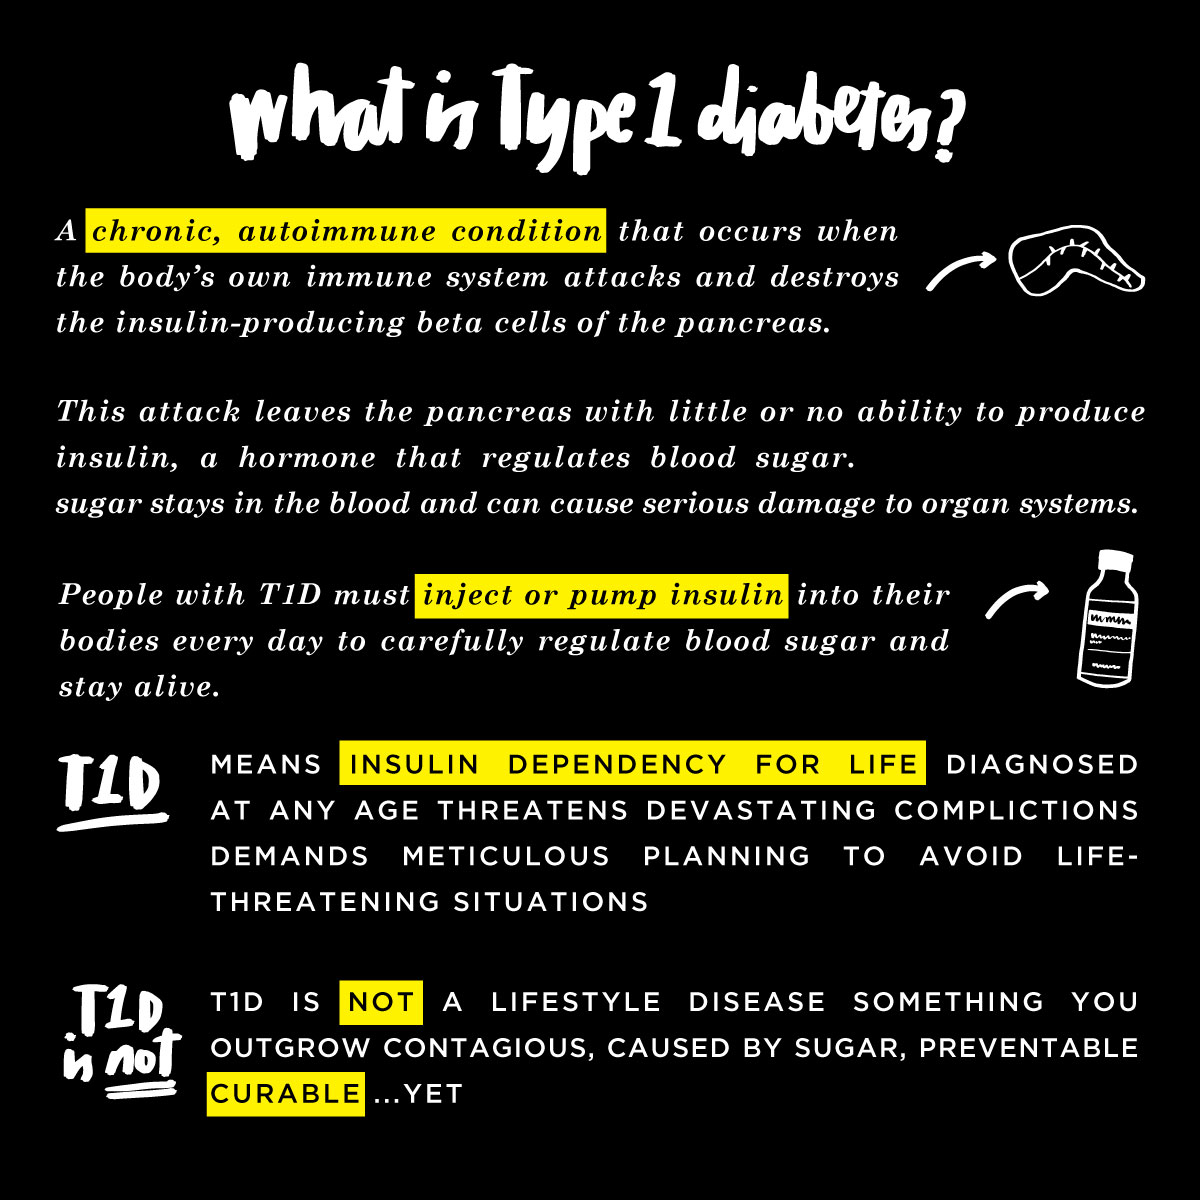 what is Type 1 diabetes?
A chronic, autoimmune condition that occurs when
the body’s own immune system attacks and destroys
the insulin-producing beta cells of the pancreas.
This attack leaves the pancreas with little or no ability to produce
insulin, a hormone that regulates blood sugar.
sugar stays in the blood and can cause serious damage to organ systems.
People with T1D must inject or pump insulin into their
bodies every day to carefully regulate blood sugar and
stay alive.
T1D
MEANS INSULIN DEPENDENCY FOR LIFE DIAGNOSED
AT ANY AGE THREATENS DEVASTATING COMPLICTIONS
DEMANDS METICULOUS PLANNING TO AVOID LIFE-
THREATENING SITUATIONS
T1D
is not
T1D IS NOT A LIFESTYLE DISEASE SOMETHING YOU
OUTGROW CONTAGIOUS, CAUSED BY SUGAR, PREVENTABLE
CURABLE ...YET